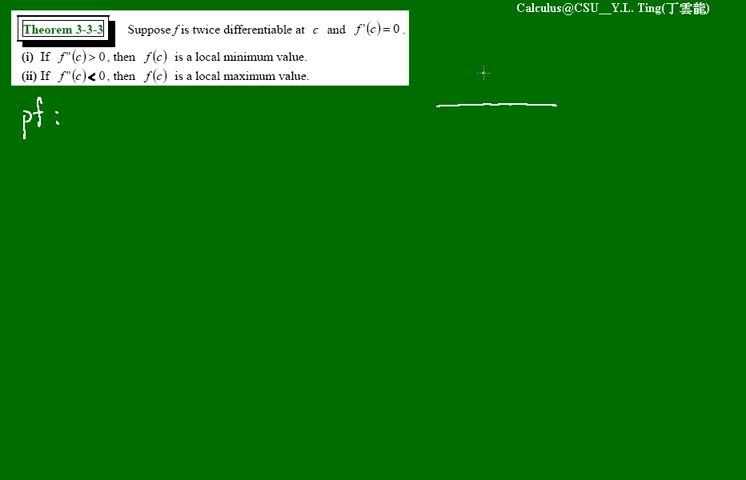 Calculus@CSU__Y.L. Ting(丁雲龍)
Theorem 3-3-3 Suppose f is twice differentiable at c and f'(c)=0.
(i) If f"(c)>0, then f(c) is a local minimum value.
(ii) If f"(c)<0, then f(c) is a local maximum value.
pf: